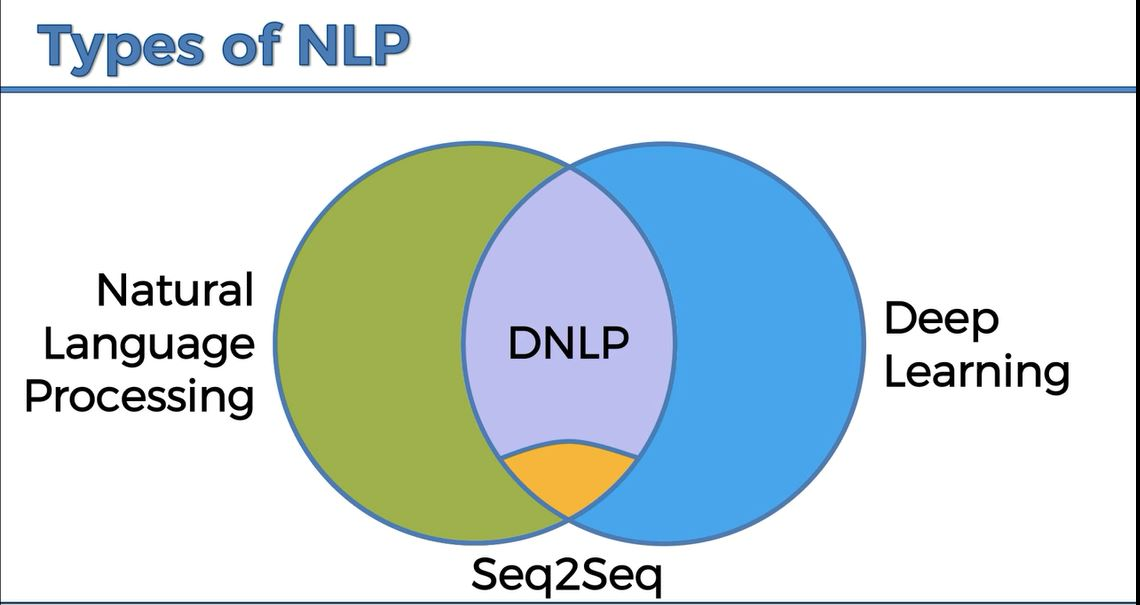 Types of NLP
Natural
Language
Processing
DNLP
Deep
Learning
Seq2Seq